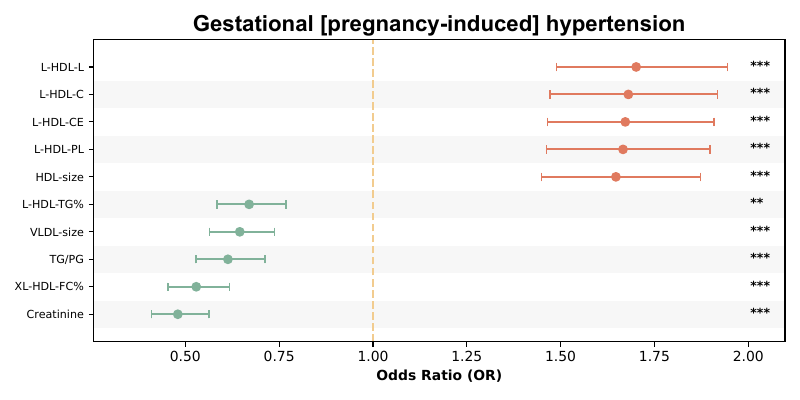 Gestational [pregnancy-induced] hypertension
L-HDL-L ***
L-HDL-C ***
L-HDL-CE ***
L-HDL-PL ***
HDL-size ***
L-HDL-TG% **
VLDL-size ***
TG/PG ***
XL-HDL-FC% ***
Creatinine ***
0.50 0.75 1.00 1.25 1.50 1.75 2.00
Odds Ratio (OR)